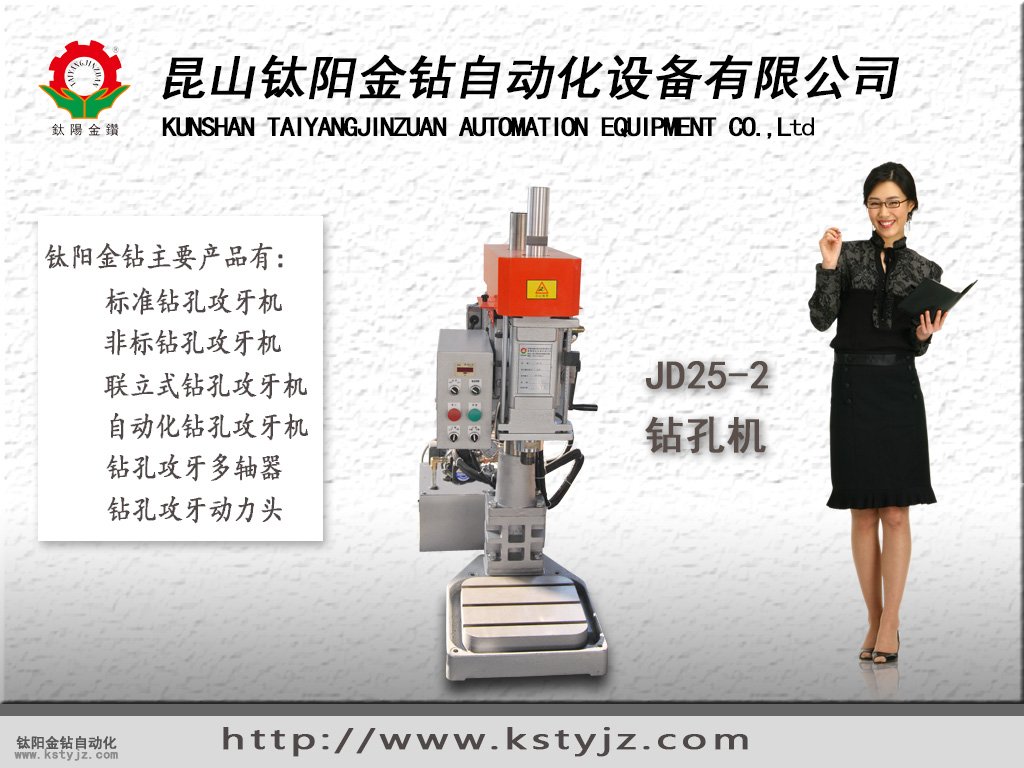 昆山钛阳金钻自动化设备有限公司
KUNSHAN TAIYANGJINZUAN AUTOMATION EQUIPMENT CO.,Ltd
TAIYANGJINZUAN
®
鈦陽金鑽
钛阳金钻主要产品有：
标准钻孔攻牙机
非标钻孔攻牙机
联立式钻孔攻牙机
自动化钻孔攻牙机
钻孔攻牙多轴器
钻孔攻牙动力头
JD25-2
钻孔机
钛阳金钻自动化
www.kstyjz.com
http://www.kstyjz.com